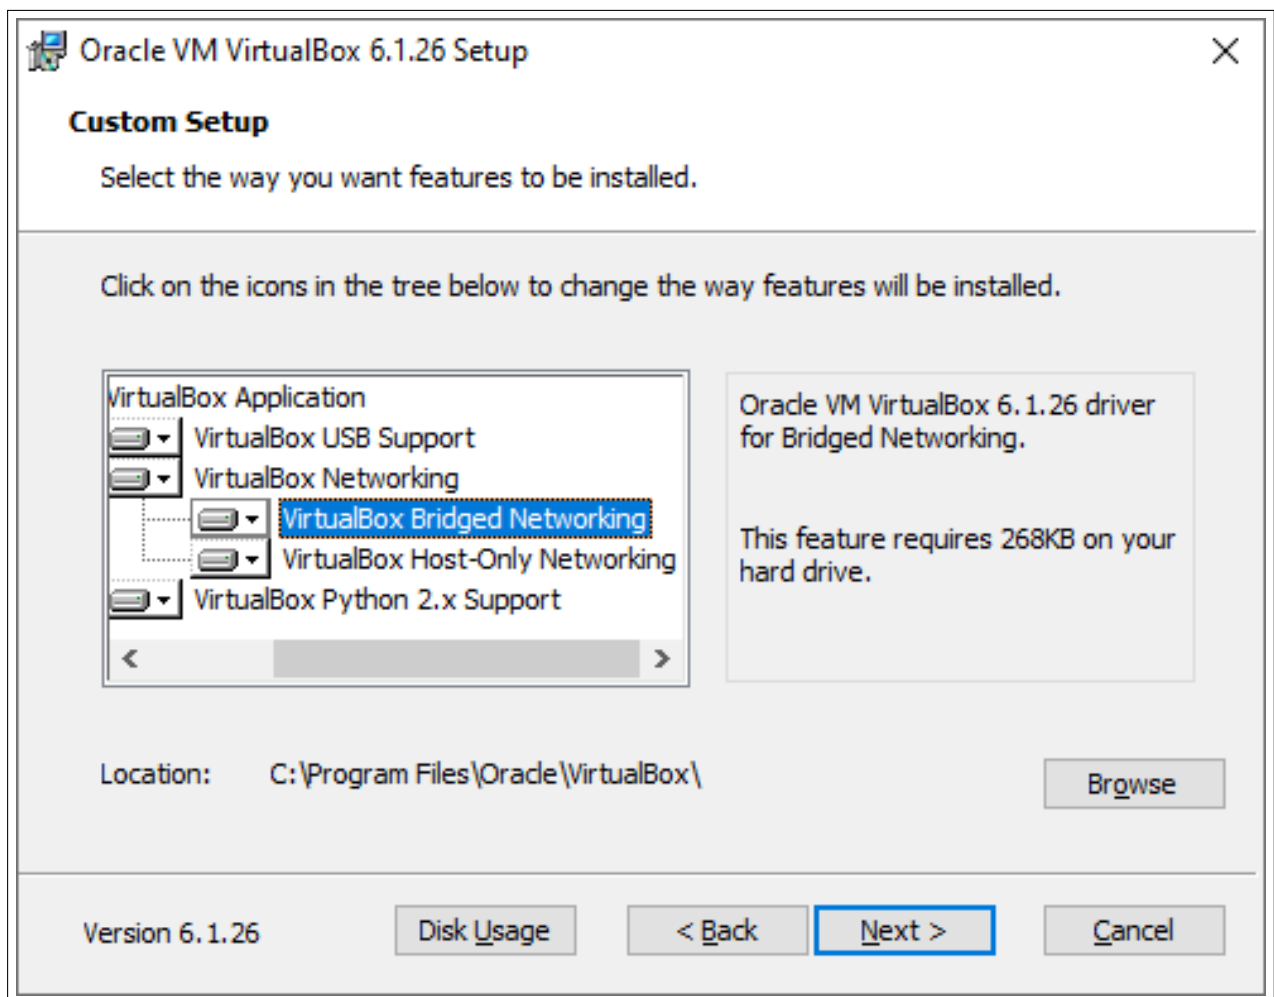 Oracle VM VirtualBox 6.1.26 Setup
Custom Setup
Select the way you want features to be installed.
Click on the icons in the tree below to change the way features will be installed.
VirtualBox Application
VirtualBox USB Support
VirtualBox Networking
VirtualBox Bridged Networking
VirtualBox Host-Only Networking
VirtualBox Python 2.x Support
Oracle VM VirtualBox 6.1.26 driver
for Bridged Networking.
This feature requires 268KB on your
hard drive.
Location: C:\Program Files\Oracle\VirtualBox\
Browse
Version 6.1.26 Disk Usage < Back Next > Cancel